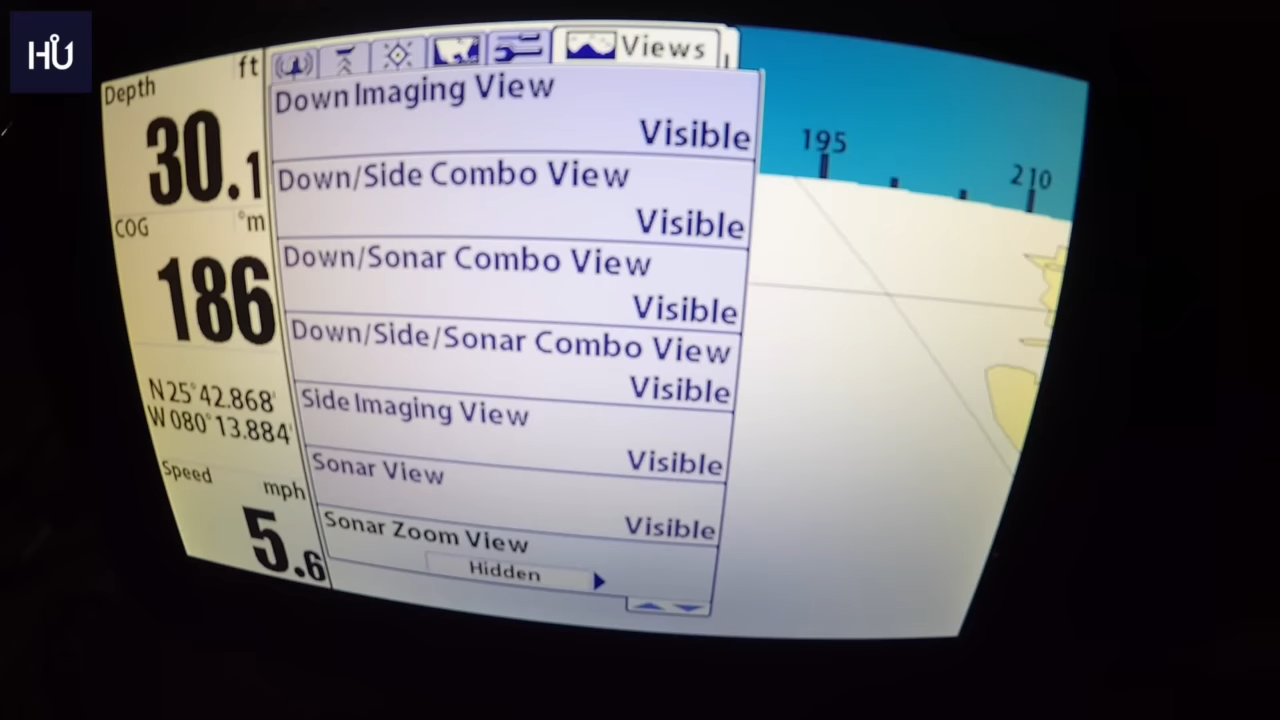 HU
Depth ft
30.1
COG °m
186
N 25°42.868'
W 080°13.884'
Speed mph
5.6
Views
Down Imaging View
Visible
Down/Side Combo View
Visible
Down/Sonar Combo View
Visible
Down/Side/Sonar Combo View
Visible
Side Imaging View
Visible
Sonar View
Visible
Sonar Zoom View
Hidden
195
210